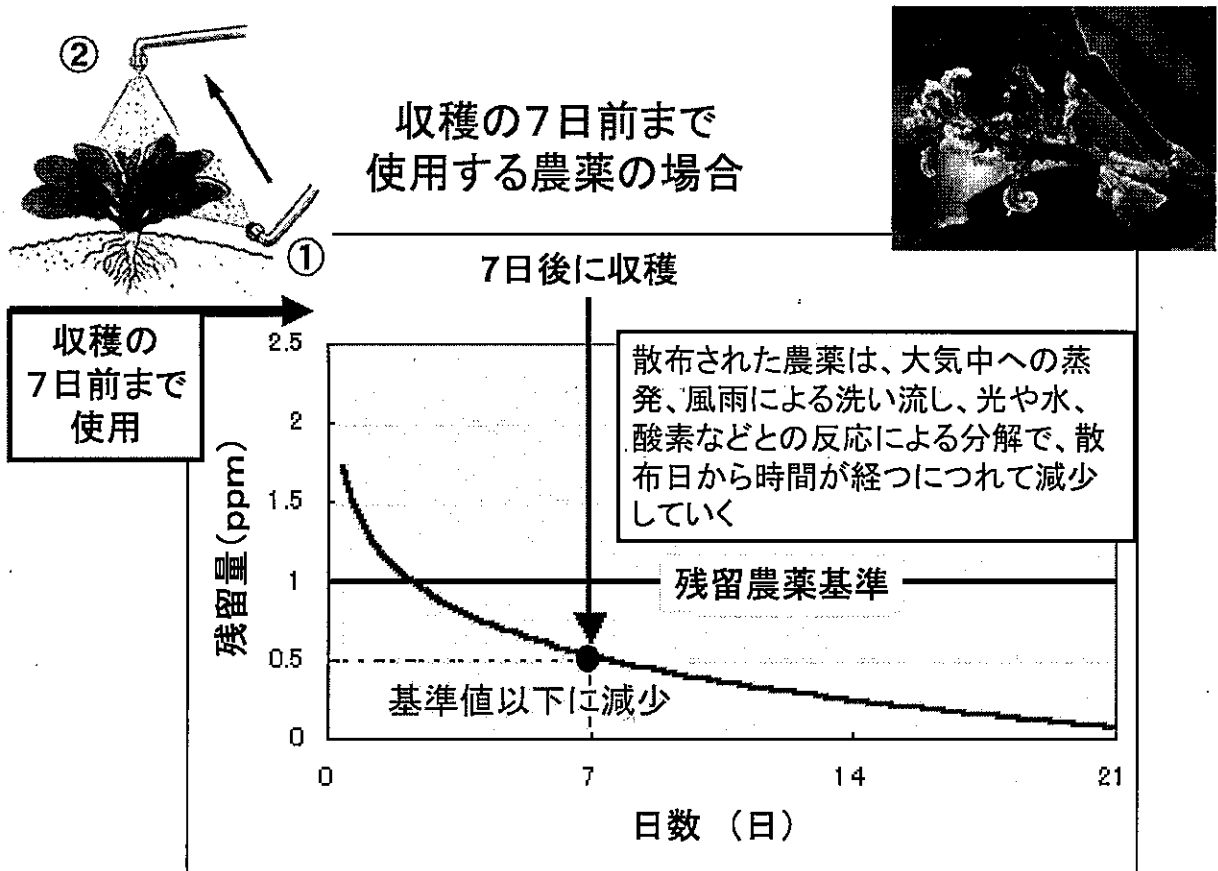 ②
①
収穫の7日前まで
使用する農薬の場合
7日後に収穫
収穫の
7日前まで
使用
散布された農薬は、大気中への蒸
発、風雨による洗い流し、光や水、
酸素などとの反応による分解で、散
布日から時間が経つにつれて減少
していく
残留量(ppm)
2.5
2
1.5
1
0.5
0
残留農薬基準
基準値以下に減少
0 7 14 21
日数 (日)